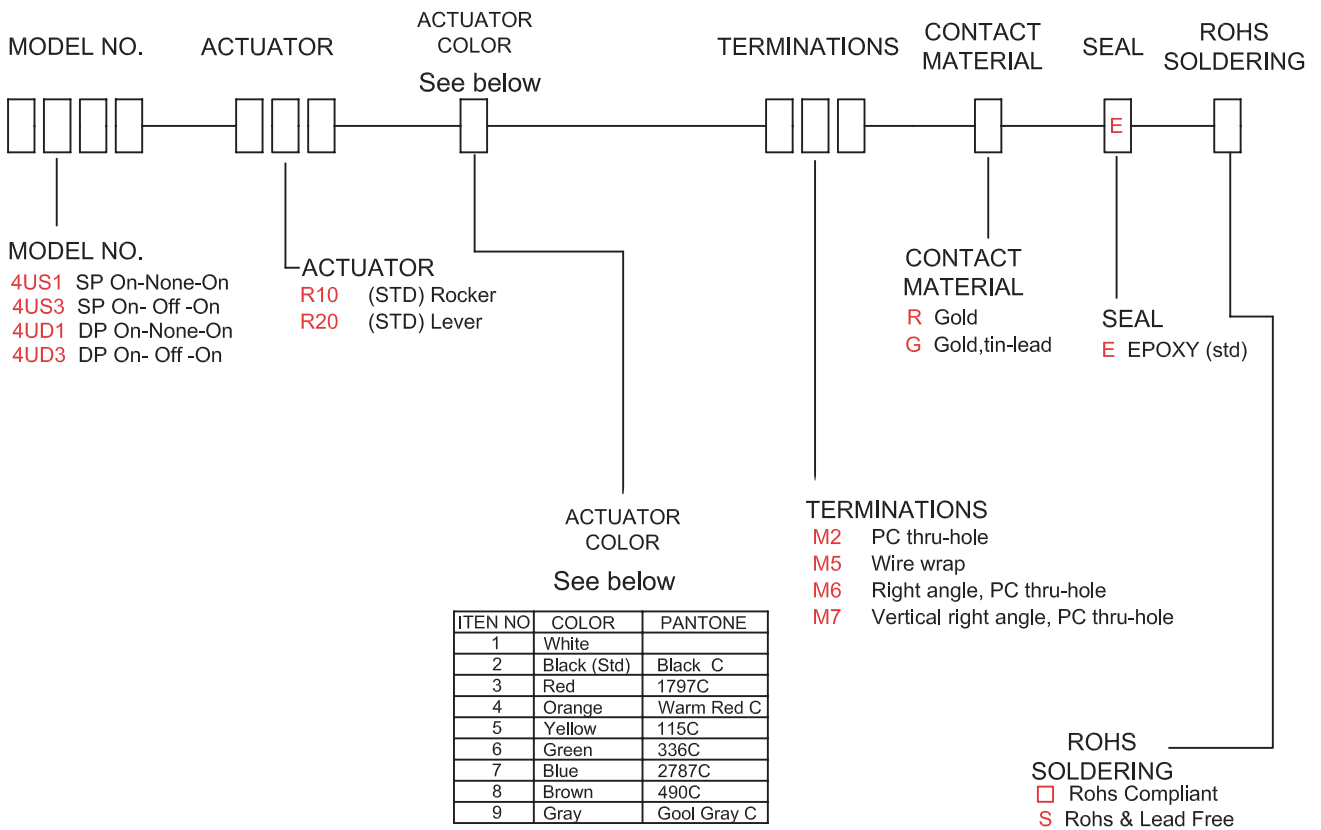 MODEL NO.
ACTUATOR
ACTUATOR
COLOR
See below
TERMINATIONS
CONTACT
MATERIAL
SEAL
ROHS
SOLDERING
E
MODEL NO.
4US1 SP On-None-On
4US3 SP On- Off -On
4UD1 DP On-None-On
4UD3 DP On- Off -On
ACTUATOR
R10 (STD) Rocker
R20 (STD) Lever
CONTACT
MATERIAL
R Gold
G Gold,tin-lead
SEAL
E EPOXY (std)
ACTUATOR
COLOR
See below
ITEN NO COLOR PANTONE
1 White
2 Black (Std) Black C
3 Red 1797C
4 Orange Warm Red C
5 Yellow 115C
6 Green 336C
7 Blue 2787C
8 Brown 490C
9 Gray Gool Gray C
TERMINATIONS
M2 PC thru-hole
M5 Wire wrap
M6 Right angle, PC thru-hole
M7 Vertical right angle, PC thru-hole
ROHS
SOLDERING
Rohs Compliant
S Rohs & Lead Free